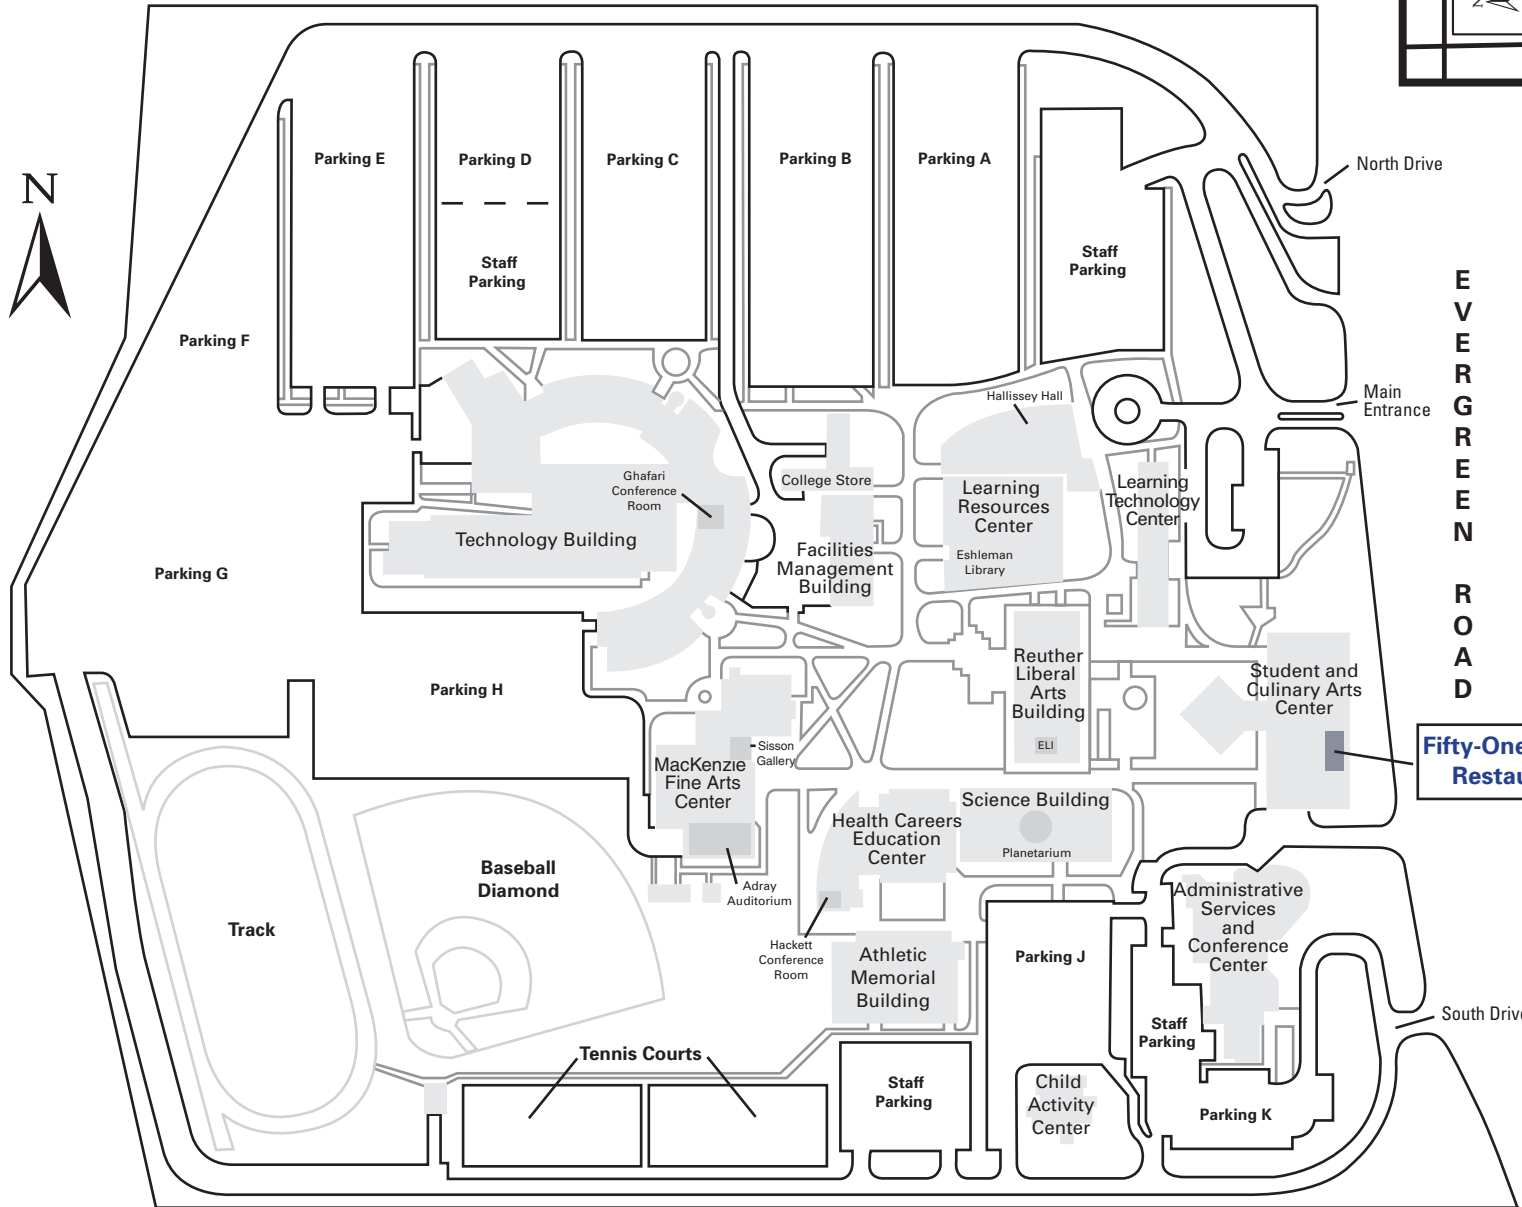 N
N
Parking E
Parking D
Parking C
Parking B
Parking A
North Drive
Staff
Parking
Staff
Parking
Parking F
EVERGREEN ROAD
Main
Entrance
Hallissey Hall
Ghafari
Conference
Room
College Store
Learning
Resources
Center
Learning
Technology
Center
Technology Building
Facilities
Management
Building
Eshleman
Library
Parking G
Parking H
Reuther
Liberal
Arts
Building
ELI
Student and
Culinary Arts
Center
Fifty-One
Sisson
Gallery
MacKenzie
Fine Arts
Center
Science Building
Planetarium
Health Careers
Education
Center
Adray
Auditorium
Baseball
Diamond
Track
Hackett
Conference
Room
Athletic
Memorial
Building
Parking J
Administrative
Services
and
Conference
Center
South Drive
Staff
Parking
Tennis Courts
Staff
Parking
Child
Activity
Center
Parking K